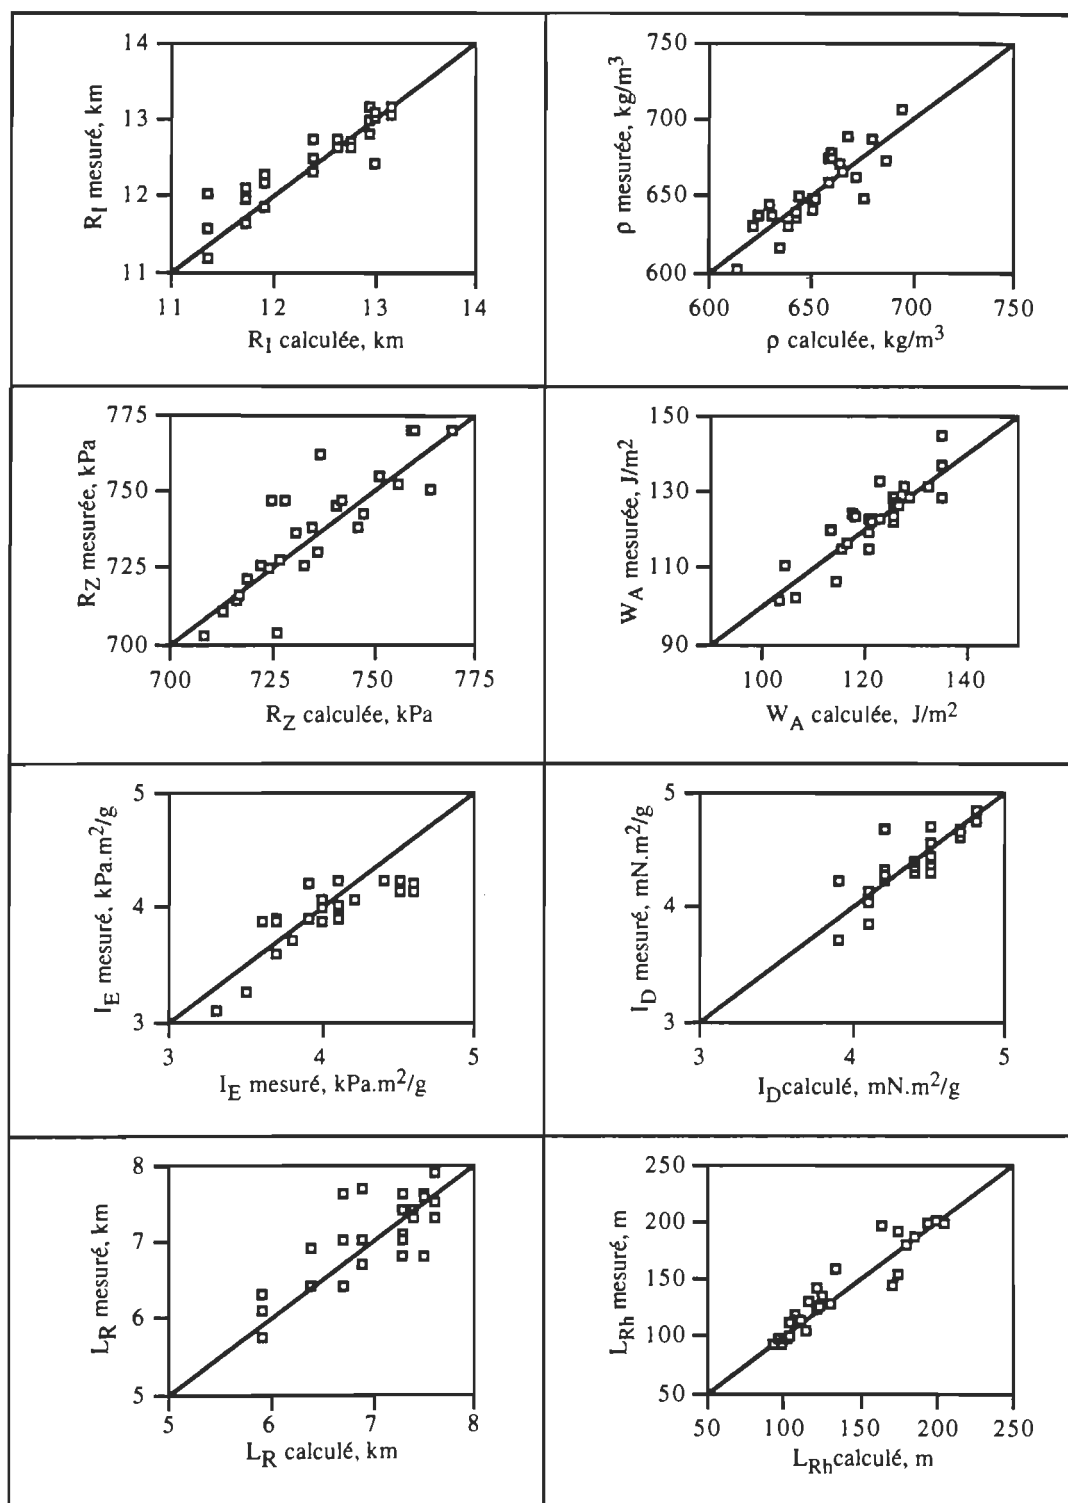 14
13
12
11
R_I mesuré, km
11 12 13 14
R_I calculée, km
750
700
650
600
ρ mesurée, kg/m³
600 650 700 750
ρ calculée, kg/m³
775
750
725
700
R_Z mesurée, kPa
700 725 750 775
R_Z calculée, kPa
150
130
110
90
W_A mesurée, J/m²
100 120 140
W_A calculée, J/m²
5
4
3
I_E mesuré, kPa.m²/g
3 4 5
I_E mesuré, kPa.m²/g
5
4
3
I_D mesuré, mN.m²/g
3 4 5
I_D calculé, mN.m²/g
8
7
6
5
L_R mesuré, km
5 6 7 8
L_R calculé, km
250
200
150
100
50
L_Rh mesuré, m
50 100 150 200 250
L_Rh calculé, m